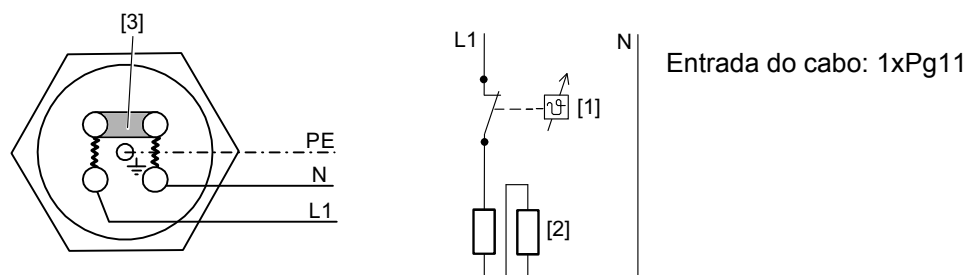 [3]
PE
N
L1
L1
ϑ
[1]
[2]
N
Entrada do cabo: 1xPg11